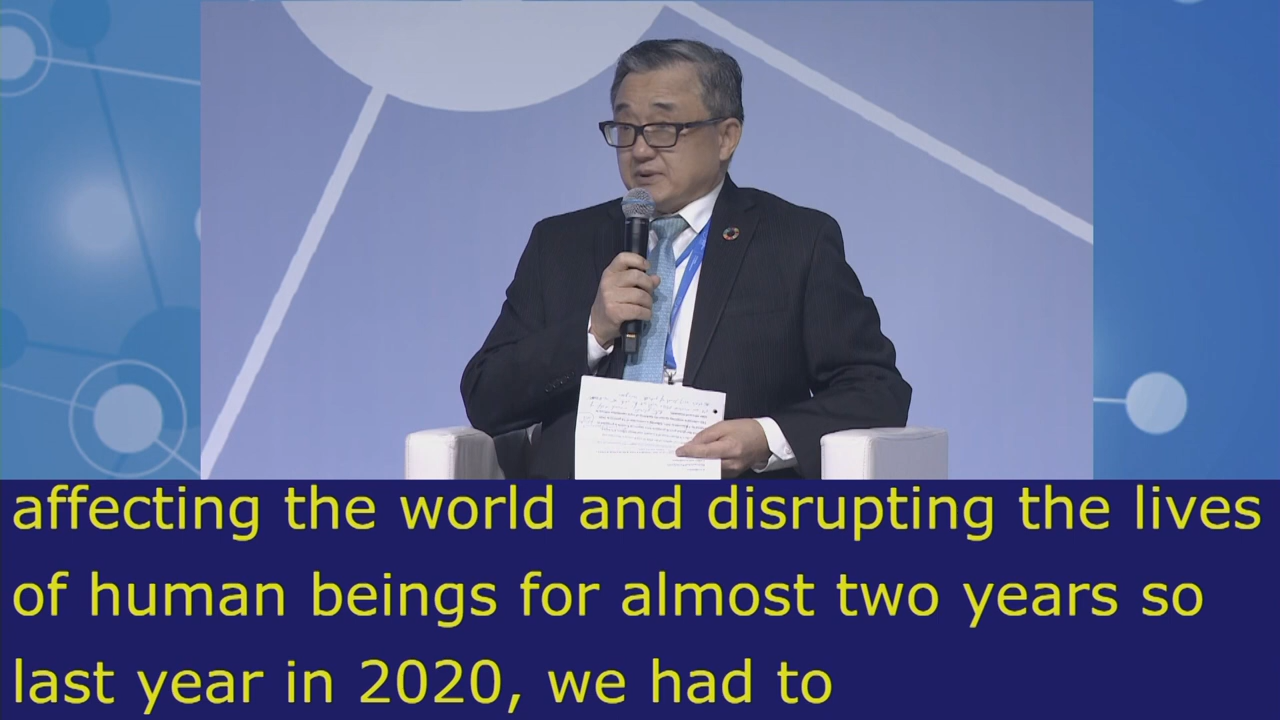 affecting the world and disrupting the lives
of human beings for almost two years so
last year in 2020, we had to